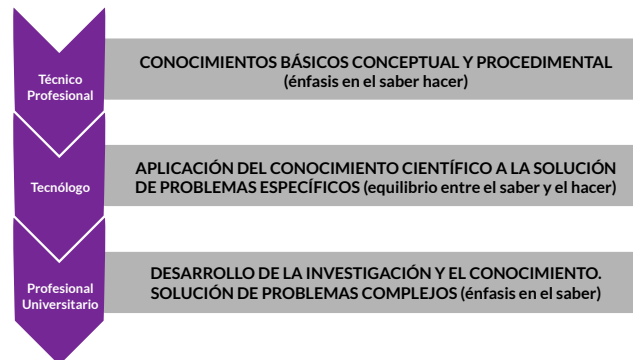 Técnico
Profesional
CONOCIMIENTOS BÁSICOS CONCEPTUAL Y PROCEDIMENTAL
(énfasis en el saber hacer)
Tecnólogo
APLICACIÓN DEL CONOCIMIENTO CIENTÍFICO A LA SOLUCIÓN
DE PROBLEMAS ESPECÍFICOS (equilibrio entre el saber y el hacer)
Profesional
Universitario
DESARROLLO DE LA INVESTIGACIÓN Y EL CONOCIMIENTO.
SOLUCIÓN DE PROBLEMAS COMPLEJOS (énfasis en el saber)